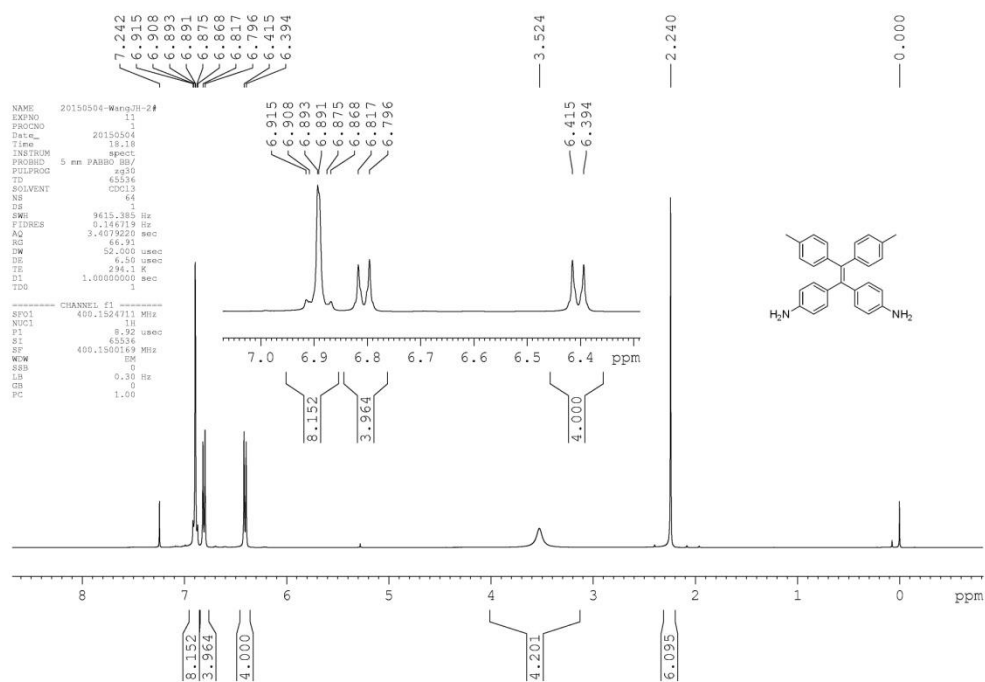 7.242
6.915
6.908
6.893
6.891
6.875
6.868
6.817
6.796
6.415
6.394
3.524
2.240
0.000
NAME 20150504-WangJH-2#
EXPNO 11
PROCNO 1
Date_ 20150504
Time 18.18
INSTRUM spect
PROBHD 5 mm PABBO BB/
PULPROG zg30
TD 65536
SOLVENT CDCl3
NS 64
DS 1
SWH 9615.385 Hz
FIDRES 0.146719 Hz
AQ 3.4079220 sec
RG 66.91
DW 52.000 usec
DE 6.50 usec
TE 294.1 K
D1 1.00000000 sec
TD0 1
======== CHANNEL f1 ========
SFO1 400.1524711 MHz
NUC1 1H
P1 8.92 usec
SI 65536
SF 400.1500169 MHz
WDW EM
SSB 0
LB 0.30 Hz
GB 0
PC 1.00
6.915
6.908
6.893
6.891
6.875
6.868
6.817
6.796
6.415
6.394
7.0 6.9 6.8 6.7 6.6 6.5 6.4 ppm
8.152
3.964
4.000
H2N
NH2
8 7 6 5 4 3 2 1 0 ppm
8.152
3.964
4.000
4.201
6.095